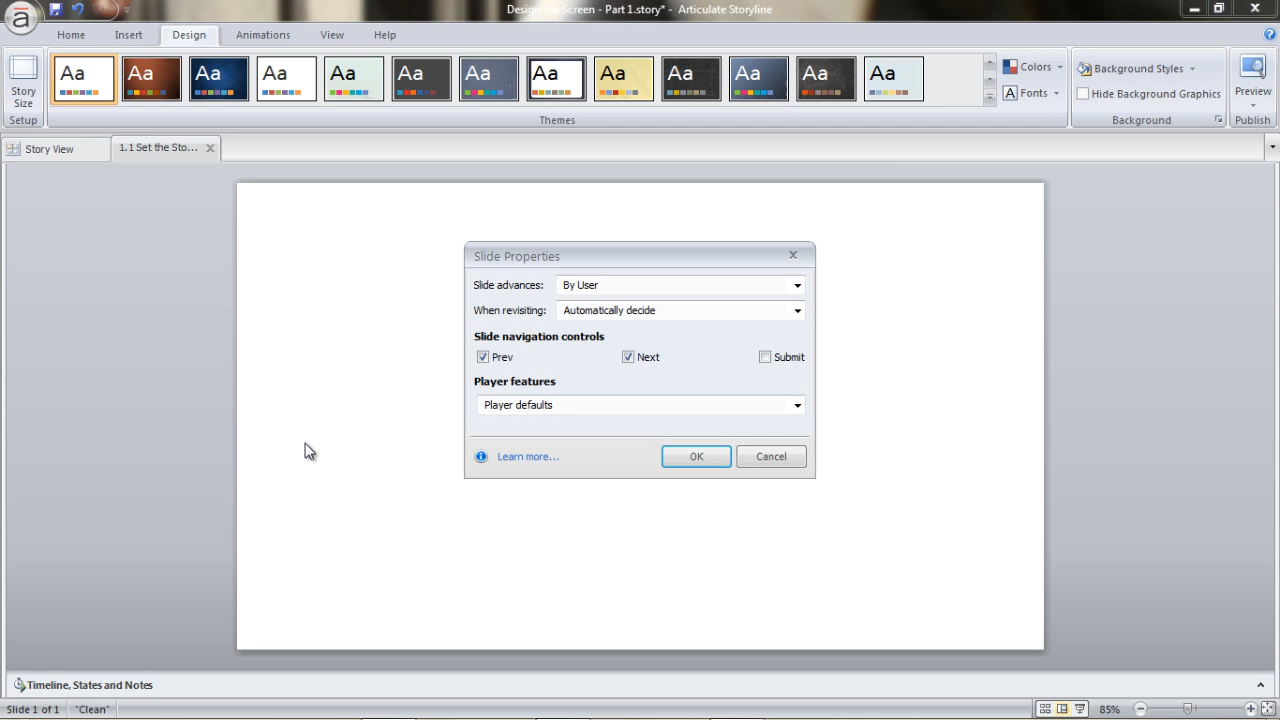 Design the Screen - Part 1.story* - Articulate Storyline
Home Insert Design Animations View Help
Story Size
Setup
Aa Aa Aa Aa Aa Aa Aa Aa Aa Aa Aa Aa Aa
Themes
Colors
Fonts
Background Styles
Hide Background Graphics
Background
Preview
Publish
Story View
1.1 Set the Sto...
Slide Properties
Slide advances: By User
When revisiting: Automatically decide
Slide navigation controls
Prev Next Submit
Player features
Player defaults
Learn more... OK Cancel
Timeline, States and Notes
Slide 1 of 1 "Clean" 85%